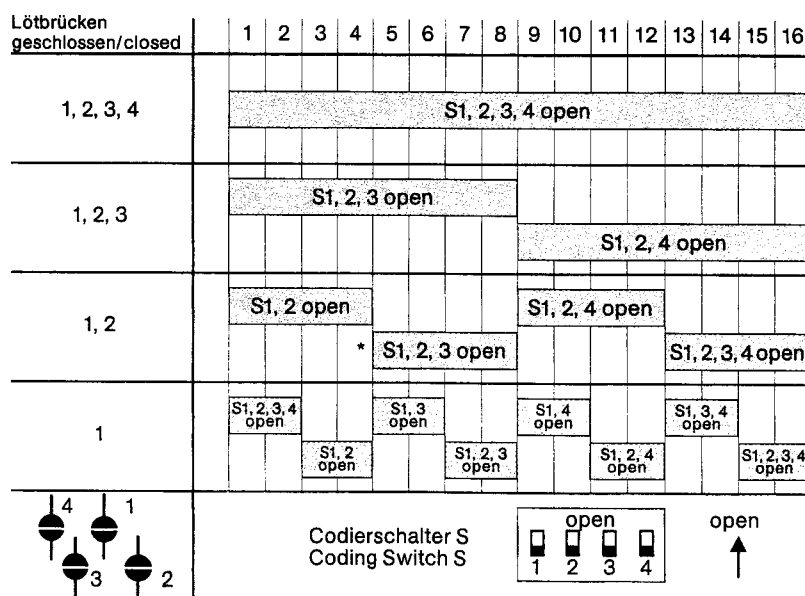 Lötbrücken
geschlossen/closed
1 2 3 4 5 6 7 8 9 10 11 12 13 14 15 16
1, 2, 3, 4
S1, 2, 3, 4 open
1, 2, 3
S1, 2, 3 open
S1, 2, 4 open
1, 2
S1, 2 open
S1, 2, 4 open
*
S1, 2, 3 open
S1, 2, 3, 4 open
1
S1, 2, 3, 4
open
S1, 3
open
S1, 4
open
S1, 3, 4
open
S1, 2
open
S1, 2, 3
open
S1, 2, 4
open
S1, 2, 3, 4
open
4 1
3 2
Codierschalter S
Coding Switch S
open
1 2 3 4
open